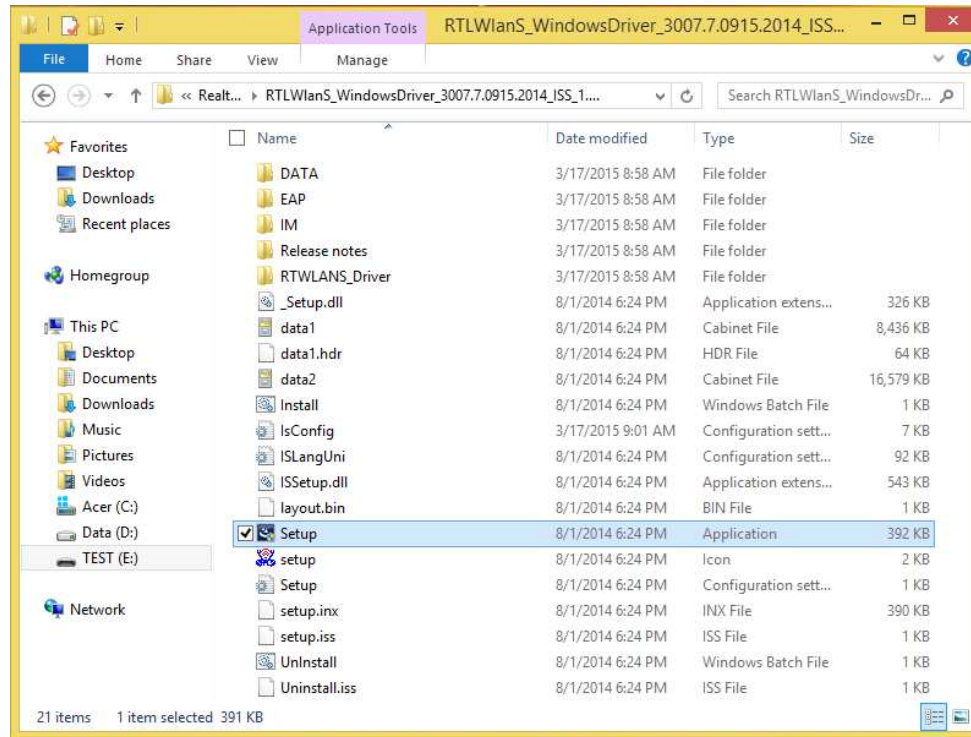 Application Tools RTLWlanS_WindowsDriver_3007.7.0915.2014_ISS...
File Home Share View Manage
« Realt... RTLWlanS_WindowsDriver_3007.7.0915.2014_ISS_1.... Search RTLWlanS_WindowsDr...
Favorites
Desktop
Downloads
Recent places
Homegroup
This PC
Desktop
Documents
Downloads
Music
Pictures
Videos
Acer (C:)
Data (D:)
TEST (E:)
Network
Name Date modified Type Size
DATA 3/17/2015 8:58 AM File folder
EAP 3/17/2015 8:58 AM File folder
IM 3/17/2015 8:58 AM File folder
Release notes 3/17/2015 8:58 AM File folder
RTWLANS_Driver 3/17/2015 8:58 AM File folder
_Setup.dll 8/1/2014 6:24 PM Application extens... 326 KB
data1 8/1/2014 6:24 PM Cabinet File 8,436 KB
data1.hdr 8/1/2014 6:24 PM HDR File 64 KB
data2 8/1/2014 6:24 PM Cabinet File 16,579 KB
Install 8/1/2014 6:24 PM Windows Batch File 1 KB
IsConfig 3/17/2015 9:01 AM Configuration sett... 7 KB
ISLangUni 8/1/2014 6:24 PM Configuration sett... 92 KB
ISSetup.dll 8/1/2014 6:24 PM Application extens... 543 KB
layout.bin 8/1/2014 6:24 PM BIN File 1 KB
Setup 8/1/2014 6:24 PM Application 392 KB
setup 8/1/2014 6:24 PM Icon 2 KB
Setup 8/1/2014 6:24 PM Configuration sett... 1 KB
setup.inx 8/1/2014 6:24 PM INX File 390 KB
setup.iss 8/1/2014 6:24 PM ISS File 1 KB
UnInstall 8/1/2014 6:24 PM Windows Batch File 1 KB
Uninstall.iss 8/1/2014 6:24 PM ISS File 1 KB
21 items 1 item selected 391 KB